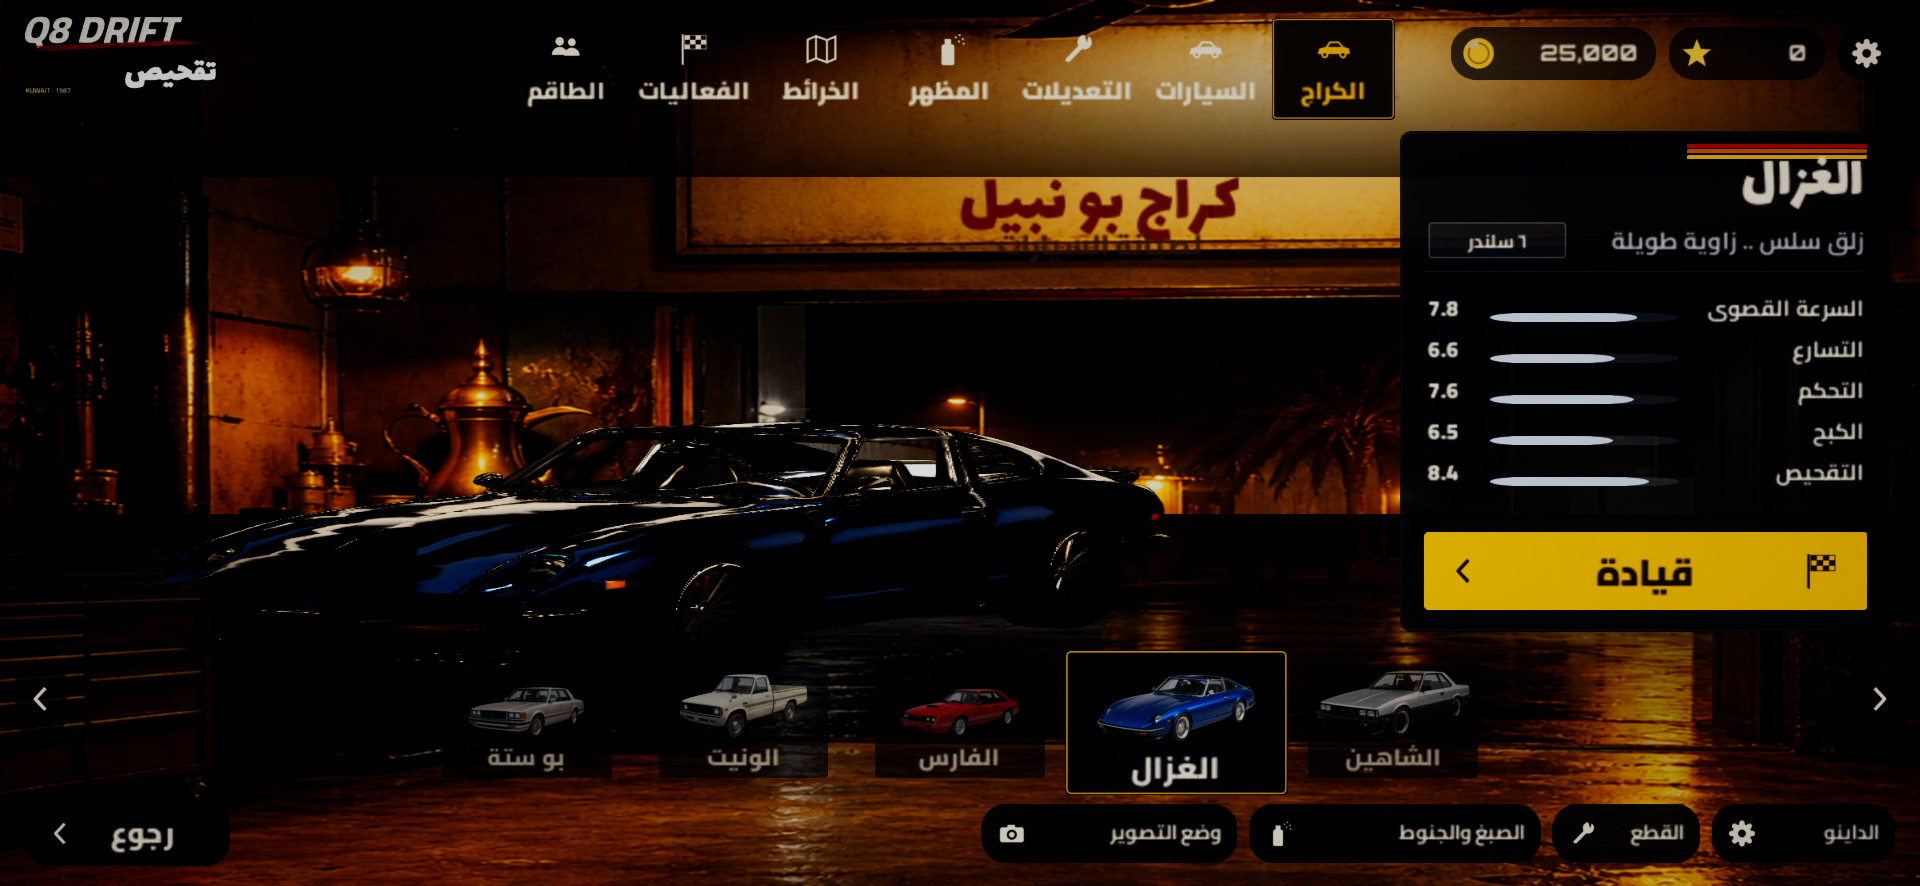 Q8 DRIFT
تفحيص
KUWAIT · 1987
الكراج
السيارات
التعديلات
المظهر
الخرائط
الفعاليات
الطاقم
25,000
0
كراج بو نبيل
الغزال
زلق سلس .. زاوية طويلة
٦ سلندر
السرعة القصوى 7.8
التسارع 6.6
التحكم 7.6
الكبح 6.5
التفحيص 8.4
قيادة
الشاهين
الغزال
الفارس
الونيت
بو ستة
الداينو
القطع
الصبغ والجنوط
وضع التصوير
رجوع